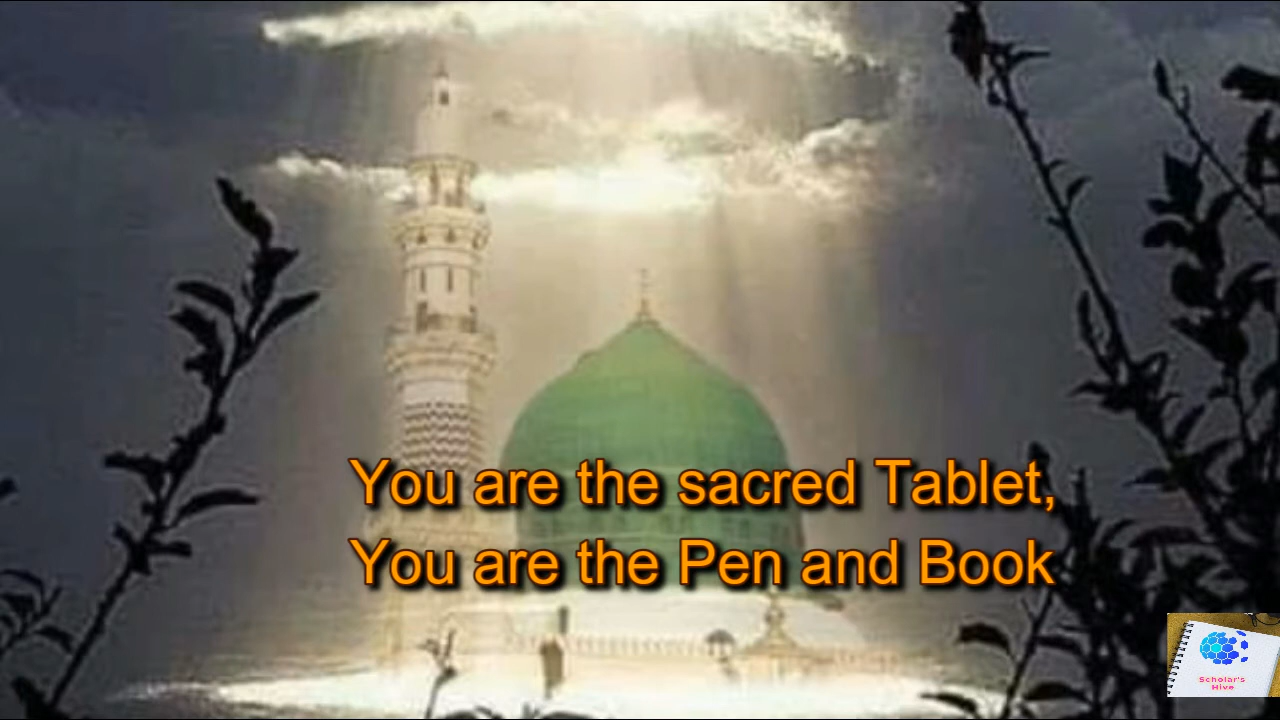 You are the sacred Tablet,
You are the Pen and Book
Scholar's
Hive